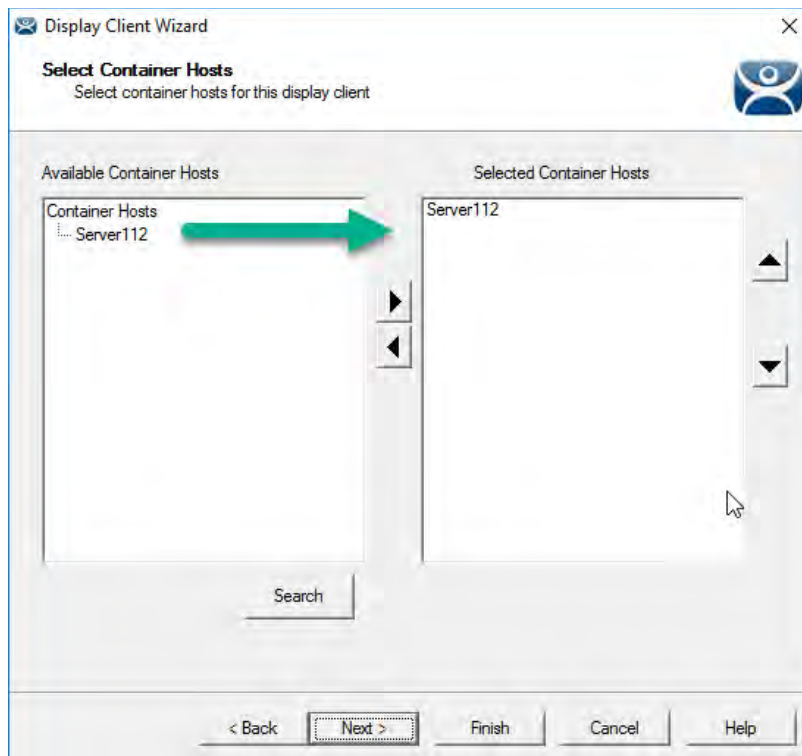 Display Client Wizard
Select Container Hosts
Select container hosts for this display client
Available Container Hosts
Selected Container Hosts
Container Hosts
Server112
Server112
Search
< Back
Next >
Finish
Cancel
Help